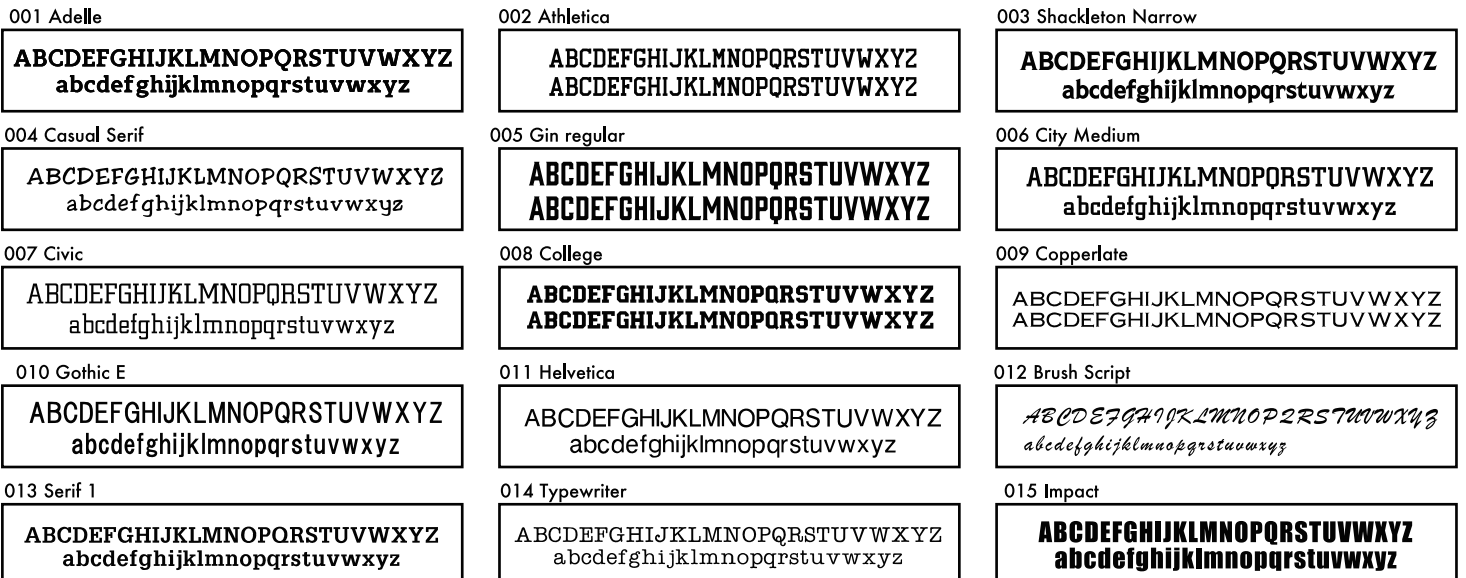 001 Adelle
ABCDEFGHIJKLMNOPQRSTUVWXYZ
abcdefghijklmnopqrstuvwxyz
002 Athletica
ABCDEFGHIJKLMNOPQRSTUVWXYZ
ABCDEFGHIJKLMNOPQRSTUVWXYZ
003 Shackleton Narrow
ABCDEFGHIJKLMNOPQRSTUVWXYZ
abcdefghijklmnopqrstuvwxyz
004 Casual Serif
ABCDEFGHIJKLMNOPQRSTUVWXYZ
abcdefghijklmnopqrstuvwxyz
005 Gin regular
ABCDEFGHIJKLMNOPQRSTUVWXYZ
ABCDEFGHIJKLMNOPQRSTUVWXYZ
006 City Medium
ABCDEFGHIJKLMNOPQRSTUVWXYZ
abcdefghijklmnopqrstuvwxyz
007 Civic
ABCDEFGHIJKLMNOPQRSTUVWXYZ
abcdefghijklmnopqrstuvwxyz
008 College
ABCDEFGHIJKLMNOPQRSTUVWXYZ
ABCDEFGHIJKLMNOPQRSTUVWXYZ
009 Copperlate
ABCDEFGHIJKLMNOPQRSTUVWXYZ
ABCDEFGHIJKLMNOPQRSTUVWXYZ
010 Gothic E
ABCDEFGHIJKLMNOPQRSTUVWXYZ
abcdefghijklmnopqrstuvwxyz
011 Helvetica
ABCDEFGHIJKLMNOPQRSTUVWXYZ
abcdefghijklmnopqrstuvwxyz
012 Brush Script
ABCDEFGHIJKLMNOPQRSTUVWXYZ
abcdefghijklmnopqrstuvwxyz
013 Serif 1
ABCDEFGHIJKLMNOPQRSTUVWXYZ
abcdefghijklmnopqrstuvwxyz
014 Typewriter
ABCDEFGHIJKLMNOPQRSTUVWXYZ
abcdefghijklmnopqrstuvwxyz
015 Impact
ABCDEFGHIJKLMNOPQRSTUVWXYZ
abcdefghijklmnopqrstuvwxyz